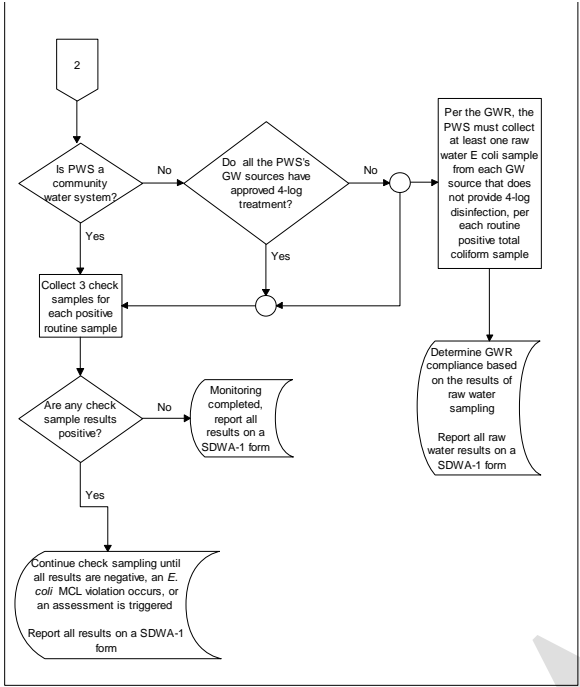 2
Is PWS a
community
water system?
No
Do all the PWS's
GW sources have
approved 4-log
treatment?
No
Per the GWR, the
PWS must collect
at least one raw
water E coli sample
from each GW
source that does
not provide 4-log
disinfection, per
each routine
positive total
coliform sample
Yes
Yes
Collect 3 check
samples for
each positive
routine sample
Determine GWR
compliance based
on the results of
raw water
sampling
Report all raw
water results on a
SDWA-1 form
Are any check
sample results
positive?
No
Monitoring
completed,
report all
results on a
SDWA-1 form
Yes
Continue check sampling until
all results are negative, an E.
coli MCL violation occurs, or
an assessment is triggered
Report all results on a SDWA-1
form